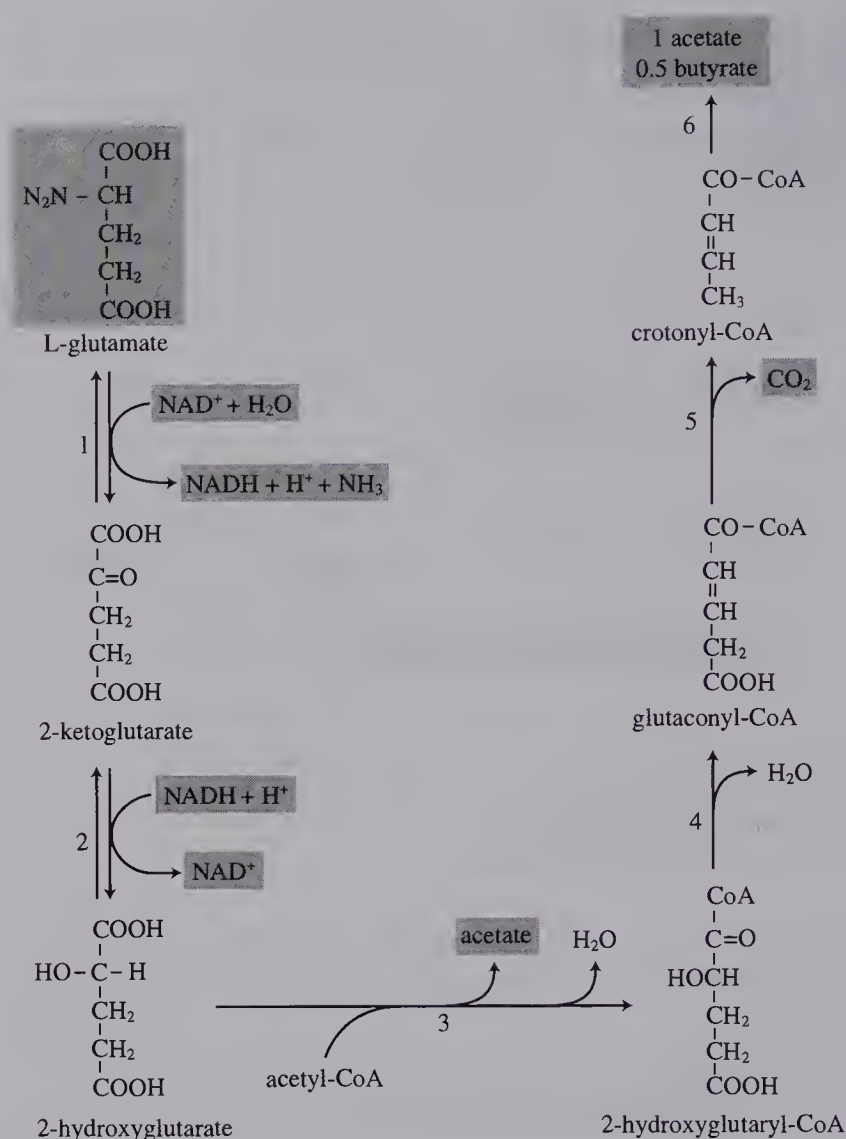 1 acetate
0.5 butyrate
6
COOH
N₂N – CH
CH₂
CH₂
COOH
L-glutamate
CO – CoA
CH
CH
CH₃
crotonyl-CoA
1
NAD⁺ + H₂O
NADH + H⁺ + NH₃
5
CO₂
COOH
C=O
CH₂
CH₂
COOH
2-ketoglutarate
CO – CoA
CH
CH
CH₂
COOH
glutaconyl-CoA
2
NADH + H⁺
NAD⁺
4
H₂O
COOH
HO – C – H
CH₂
CH₂
COOH
2-hydroxyglutarate
acetate
H₂O
3
acetyl-CoA
CoA
C=O
HOCH
CH₂
CH₂
COOH
2-hydroxyglutaryl-CoA